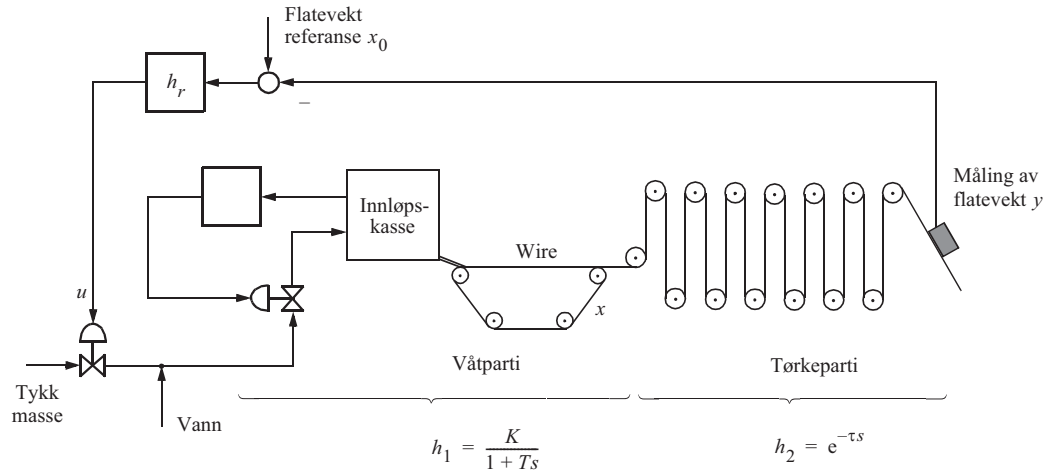 Flatevekt
referanse x₀
h_r
–
Innløps-
kasse
Måling av
flatevekt y
Wire
u
x
Tykk
masse
Vann
Våtparti
Tørkeparti
h₁ = K / (1 + Ts)
h₂ = e^{–τs}